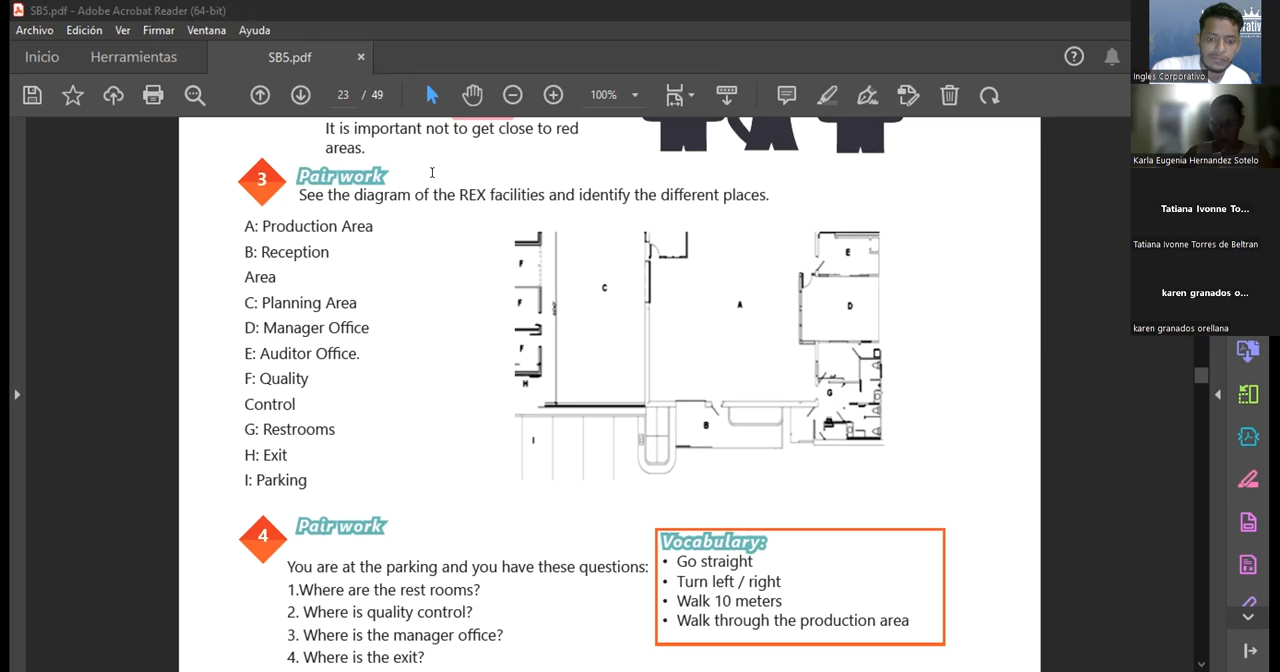 SB5.pdf - Adobe Acrobat Reader (64-bit)
Archivo Edición Ver Firmar Ventana Ayuda
Inicio Herramientas SB5.pdf
23 / 49 100%
It is important not to get close to red
areas.
3
Pair work
See the diagram of the REX facilities and identify the different places.
A: Production Area
B: Reception
Area
C: Planning Area
D: Manager Office
E: Auditor Office.
F: Quality
Control
G: Restrooms
H: Exit
I: Parking
E
F
C
D
F
A
F
H
G
B
I
4
Pair work
You are at the parking and you have these questions:
1.Where are the rest rooms?
2. Where is quality control?
3. Where is the manager office?
4. Where is the exit?
Vocabulary:
• Go straight
• Turn left / right
• Walk 10 meters
• Walk through the production area
Ingles Corporativo
Karla Eugenia Hernandez Sotelo
Tatiana Ivonne To...
Tatiana Ivonne Torres de Beltran
karen granados o...
karen granados orellana